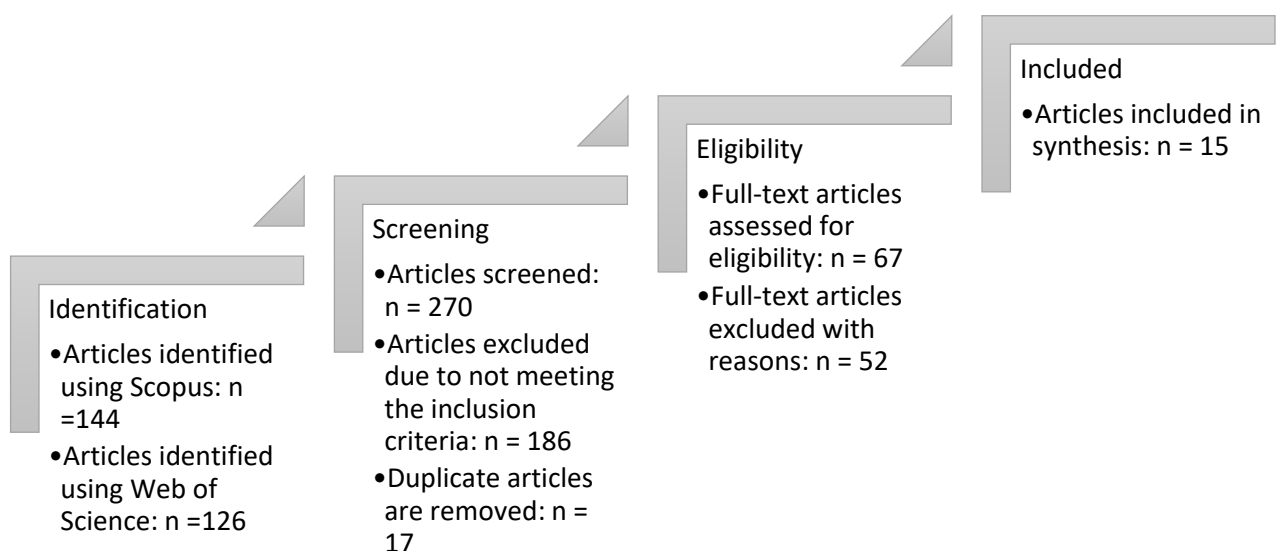 Identification
•Articles identified
using Scopus: n
=144
•Articles identified
using Web of
Science: n =126
Screening
•Articles screened:
n = 270
•Articles excluded
due to not meeting
the inclusion
criteria: n = 186
•Duplicate articles
are removed: n =
17
Eligibility
•Full-text articles
assessed for
eligibility: n = 67
•Full-text articles
excluded with
reasons: n = 52
Included
•Articles included in
synthesis: n = 15